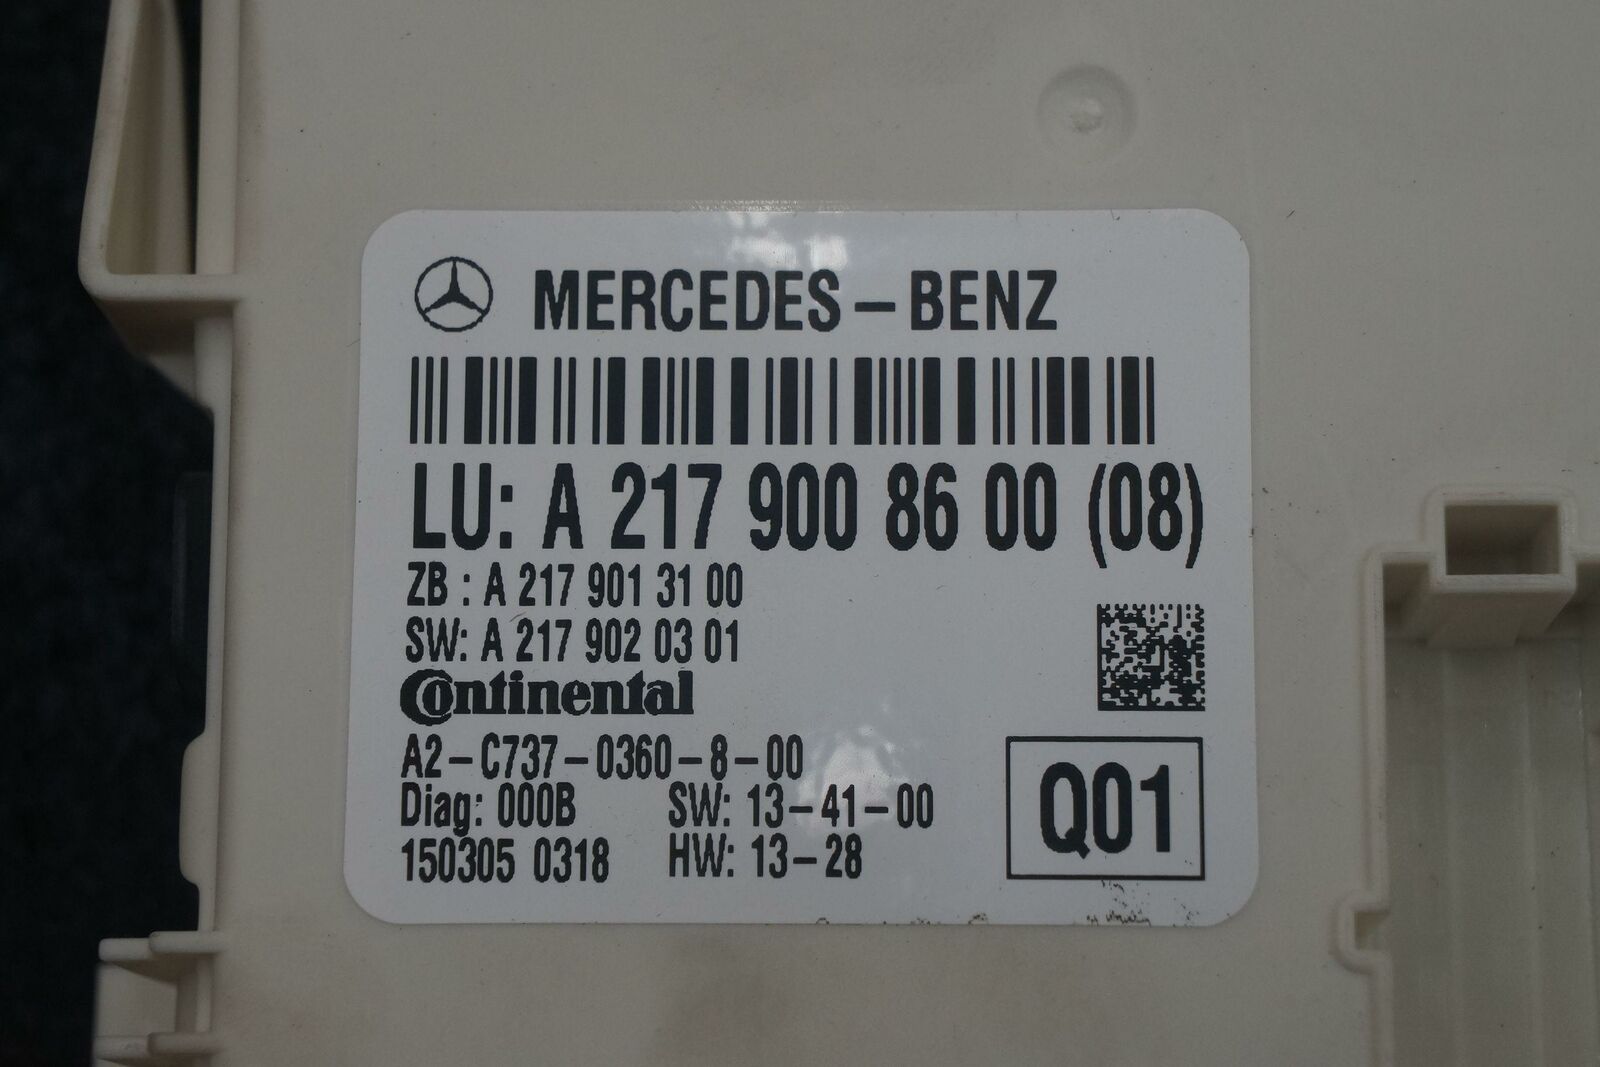 MERCEDES-BENZ
LU: A 217 900 86 00 (08)
ZB : A 217 901 31 00
SW: A 217 902 03 01
Continental
A2-C737-0360-8-00
Diag: 000B SW: 13-41-00
150305 0318 HW: 13-28
Q01